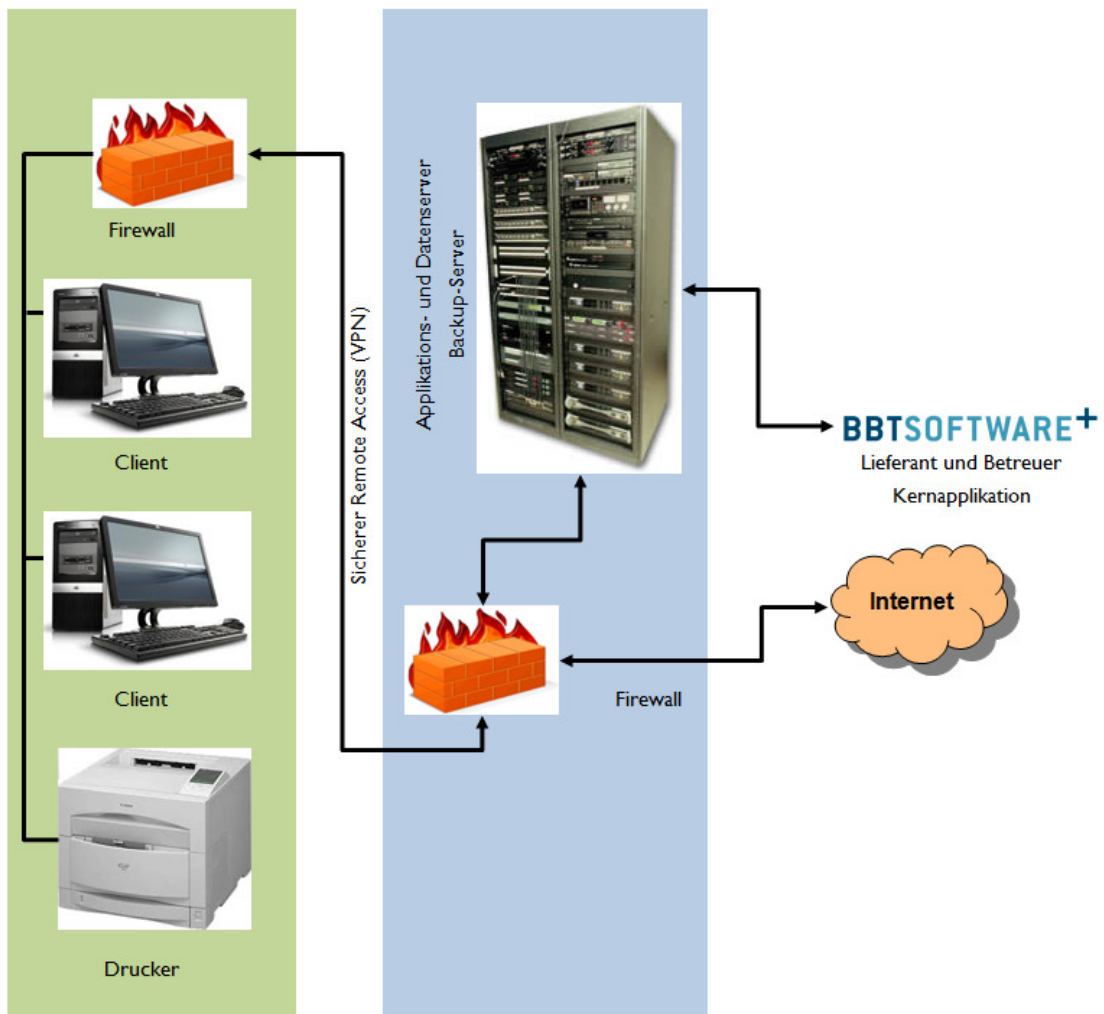 Firewall
Client
Client
Drucker
Sicherer Remote Access (VPN)
Applikations- und Datenserver
Backup-Server
Firewall
BBTSOFTWARE+
Lieferant und Betreuer
Kernapplikation
Internet